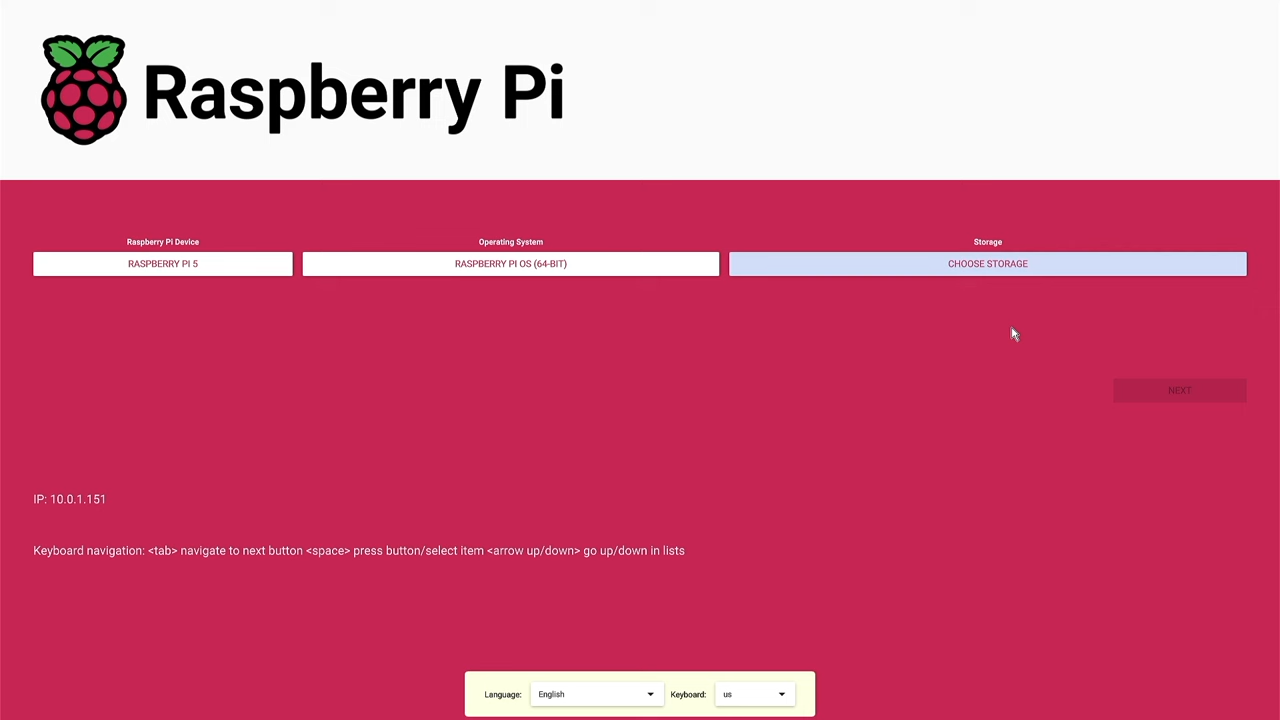 Raspberry Pi
Raspberry Pi Device
Operating System
Storage
RASPBERRY PI 5
RASPBERRY PI OS (64-BIT)
CHOOSE STORAGE
NEXT
IP: 10.0.1.151
Keyboard navigation: <tab> navigate to next button <space> press button/select item <arrow up/down> go up/down in lists
Language: English Keyboard: us